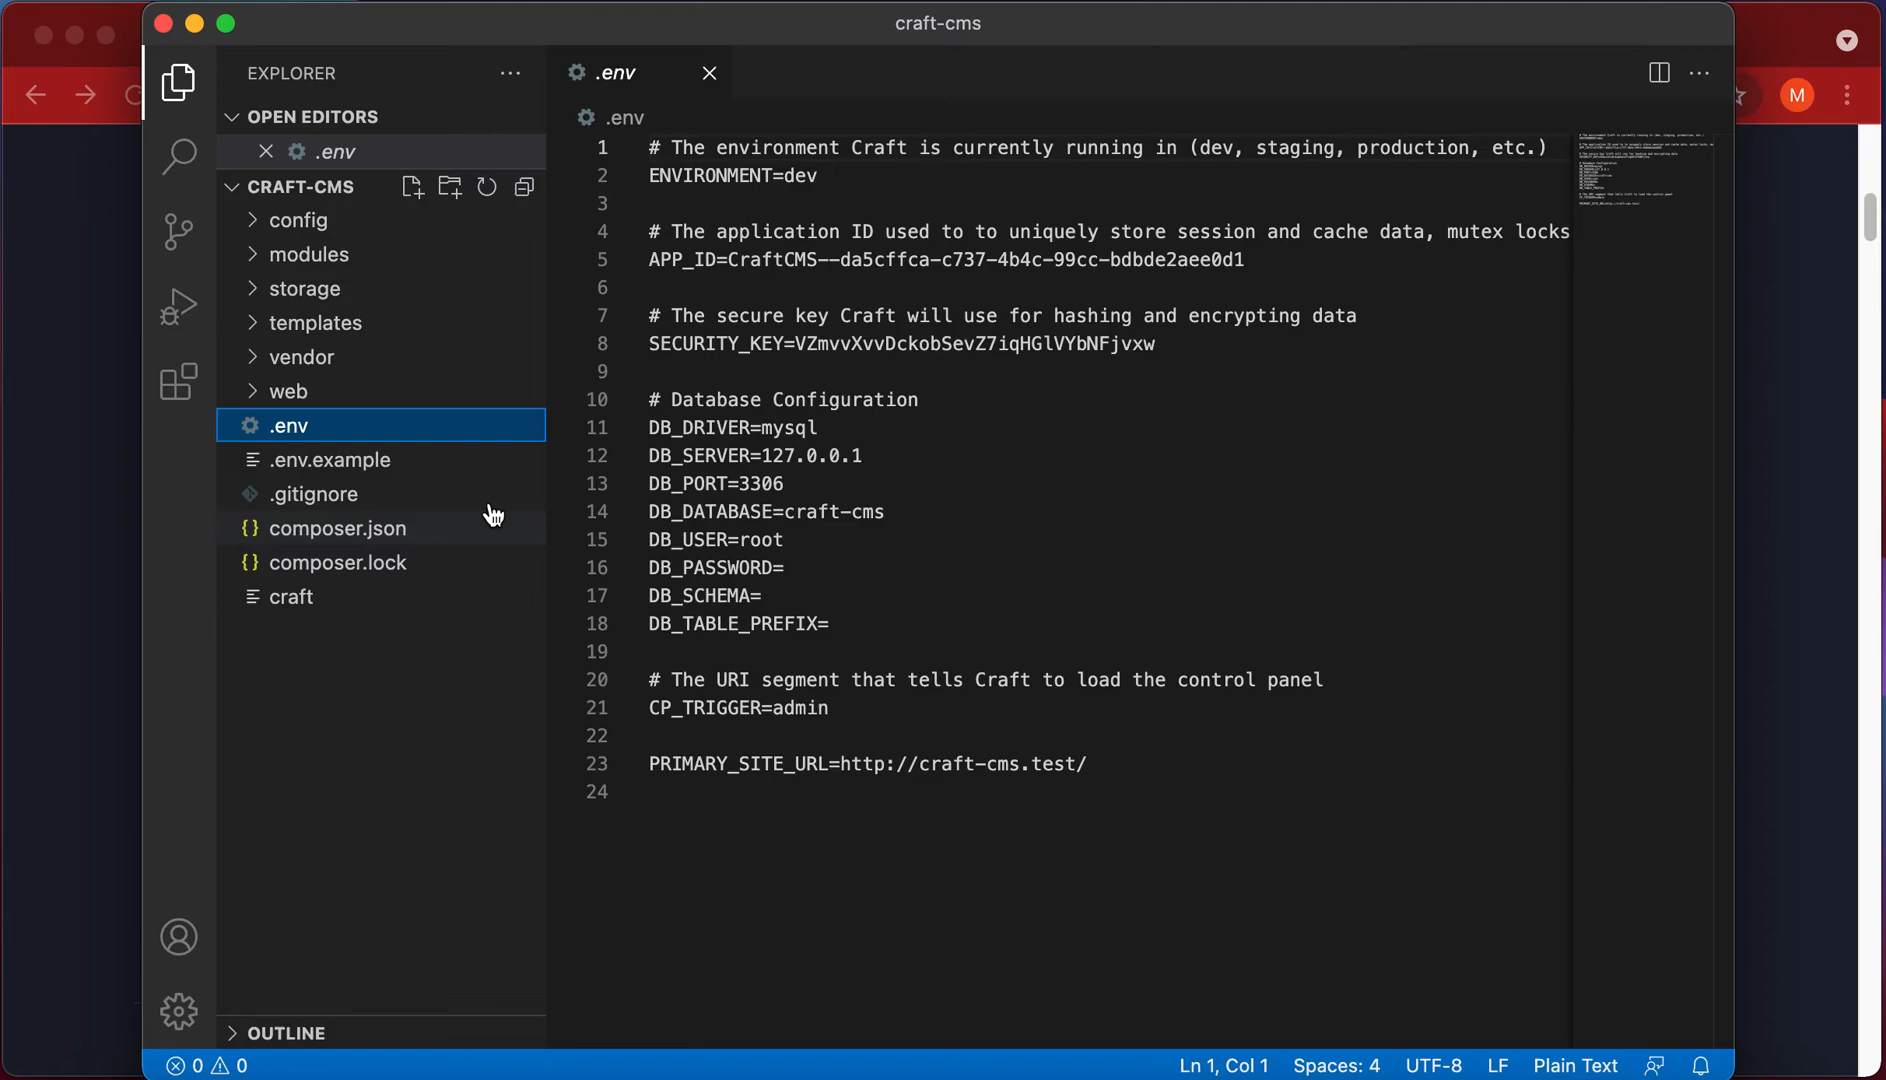 craft-cms
EXPLORER
.env
OPEN EDITORS
.env
.env
CRAFT-CMS
config
modules
storage
templates
vendor
web
.env
.env.example
.gitignore
composer.json
composer.lock
craft
OUTLINE
1 # The environment Craft is currently running in (dev, staging, production, etc.)
2 ENVIRONMENT=dev
3
4 # The application ID used to to uniquely store session and cache data, mutex locks
5 APP_ID=CraftCMS--da5cffca-c737-4b4c-99cc-bdbde2aee0d1
6
7 # The secure key Craft will use for hashing and encrypting data
8 SECURITY_KEY=VZmvvXvvDckobSevZ7iqHGlVYbNFjvxw
9
10 # Database Configuration
11 DB_DRIVER=mysql
12 DB_SERVER=127.0.0.1
13 DB_PORT=3306
14 DB_DATABASE=craft-cms
15 DB_USER=root
16 DB_PASSWORD=
17 DB_SCHEMA=
18 DB_TABLE_PREFIX=
19
20 # The URI segment that tells Craft to load the control panel
21 CP_TRIGGER=admin
22
23 PRIMARY_SITE_URL=http://craft-cms.test/
24
M
0 0
Ln 1, Col 1 Spaces: 4 UTF-8 LF Plain Text